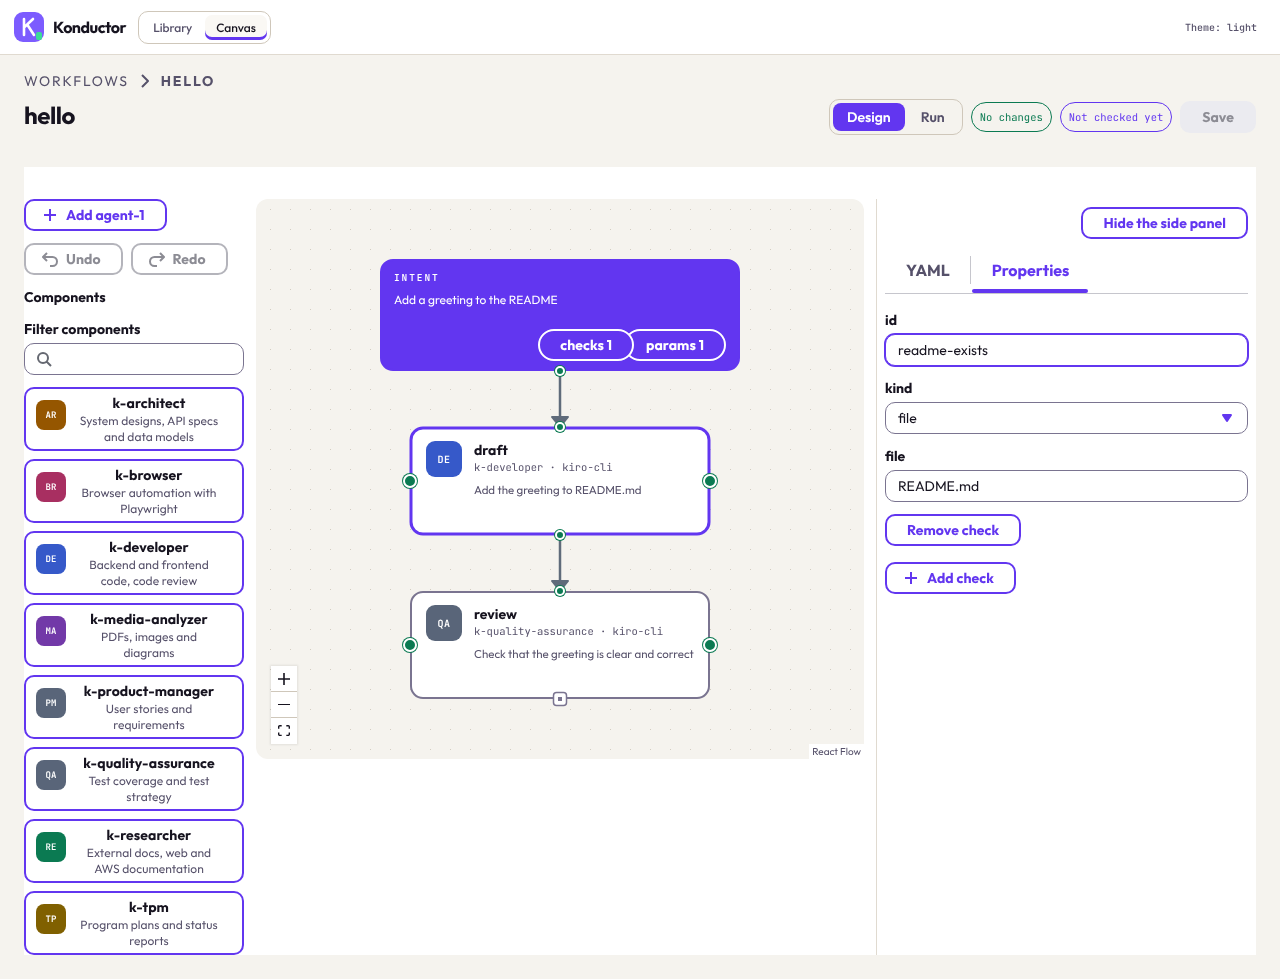 Konductor
Library
Canvas
Theme: light
WORKFLOWS > HELLO
hello
Design
Run
No changes
Not checked yet
Save
Add agent-1
Undo
Redo
Components
Filter components
AR
k-architect
System designs, API specs
and data models
BR
k-browser
Browser automation with
Playwright
DE
k-developer
Backend and frontend
code, code review
MA
k-media-analyzer
PDFs, images and
diagrams
PM
k-product-manager
User stories and
requirements
QA
k-quality-assurance
Test coverage and test
strategy
RE
k-researcher
External docs, web and
AWS documentation
TP
k-tpm
Program plans and status
reports
INTENT
Add a greeting to the README
checks 1
params 1
DE
draft
k-developer · kiro-cli
Add the greeting to README.md
QA
review
k-quality-assurance · kiro-cli
Check that the greeting is clear and correct
React Flow
Hide the side panel
YAML
Properties
id
readme-exists
kind
file
file
README.md
Remove check
Add check